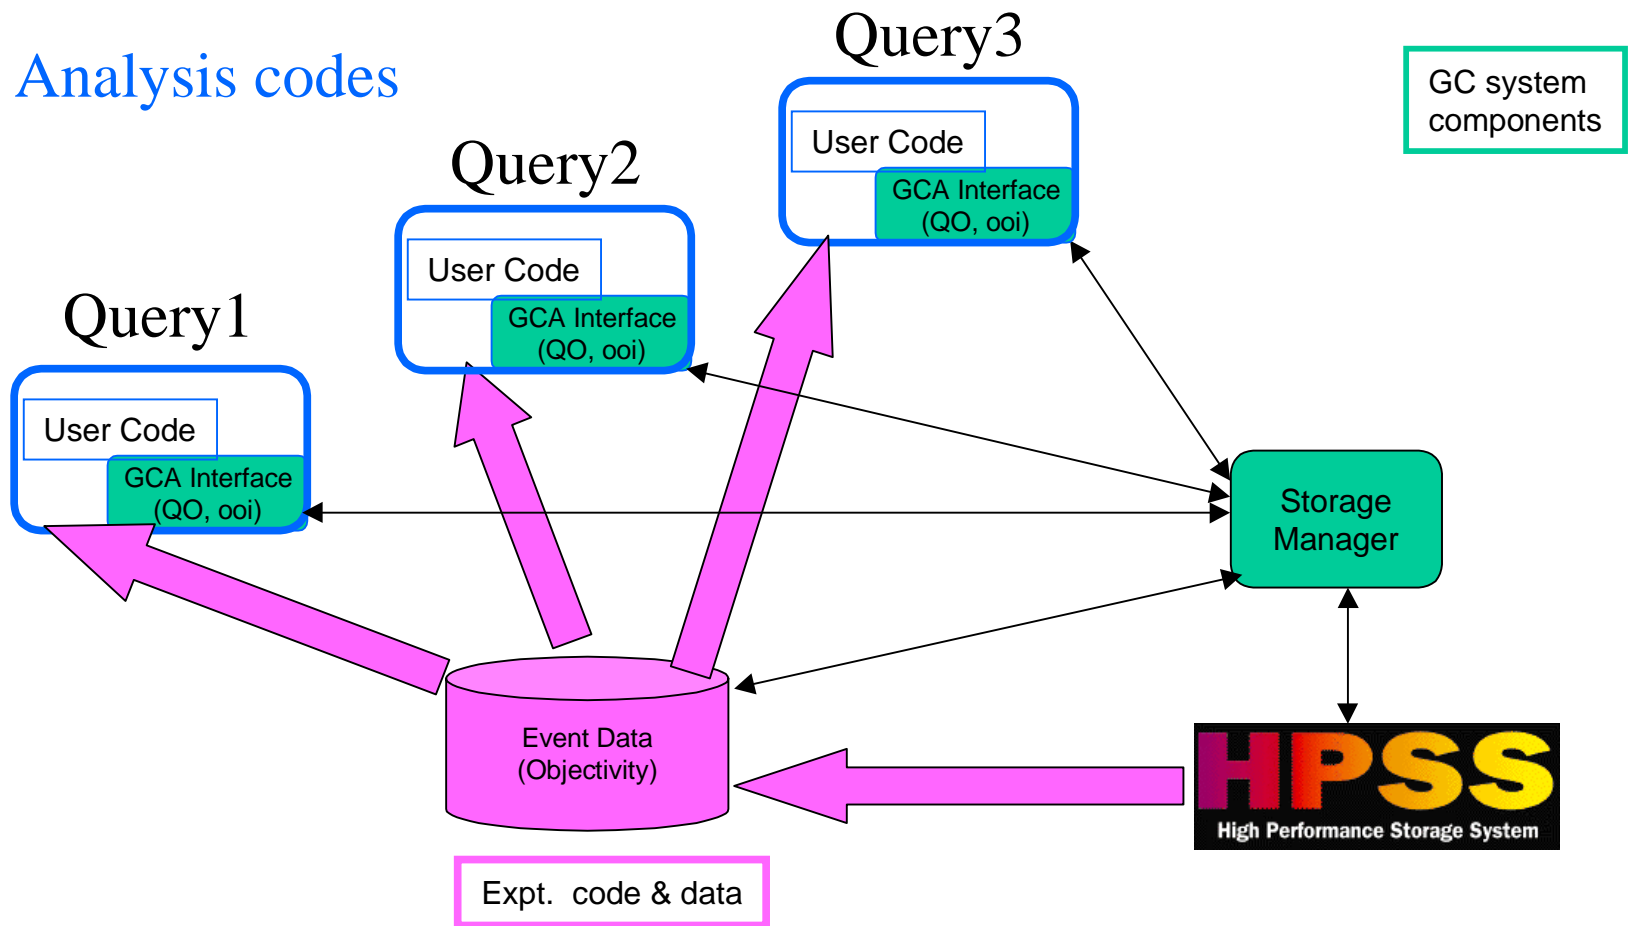 Analysis codes
Query3
User Code
GCA Interface
(QO, ooi)
GC system
components
Query2
User Code
GCA Interface
(QO, ooi)
Query1
User Code
GCA Interface
(QO, ooi)
Storage
Manager
Event Data
(Objectivity)
HPSS
High Performance Storage System
Expt. code & data